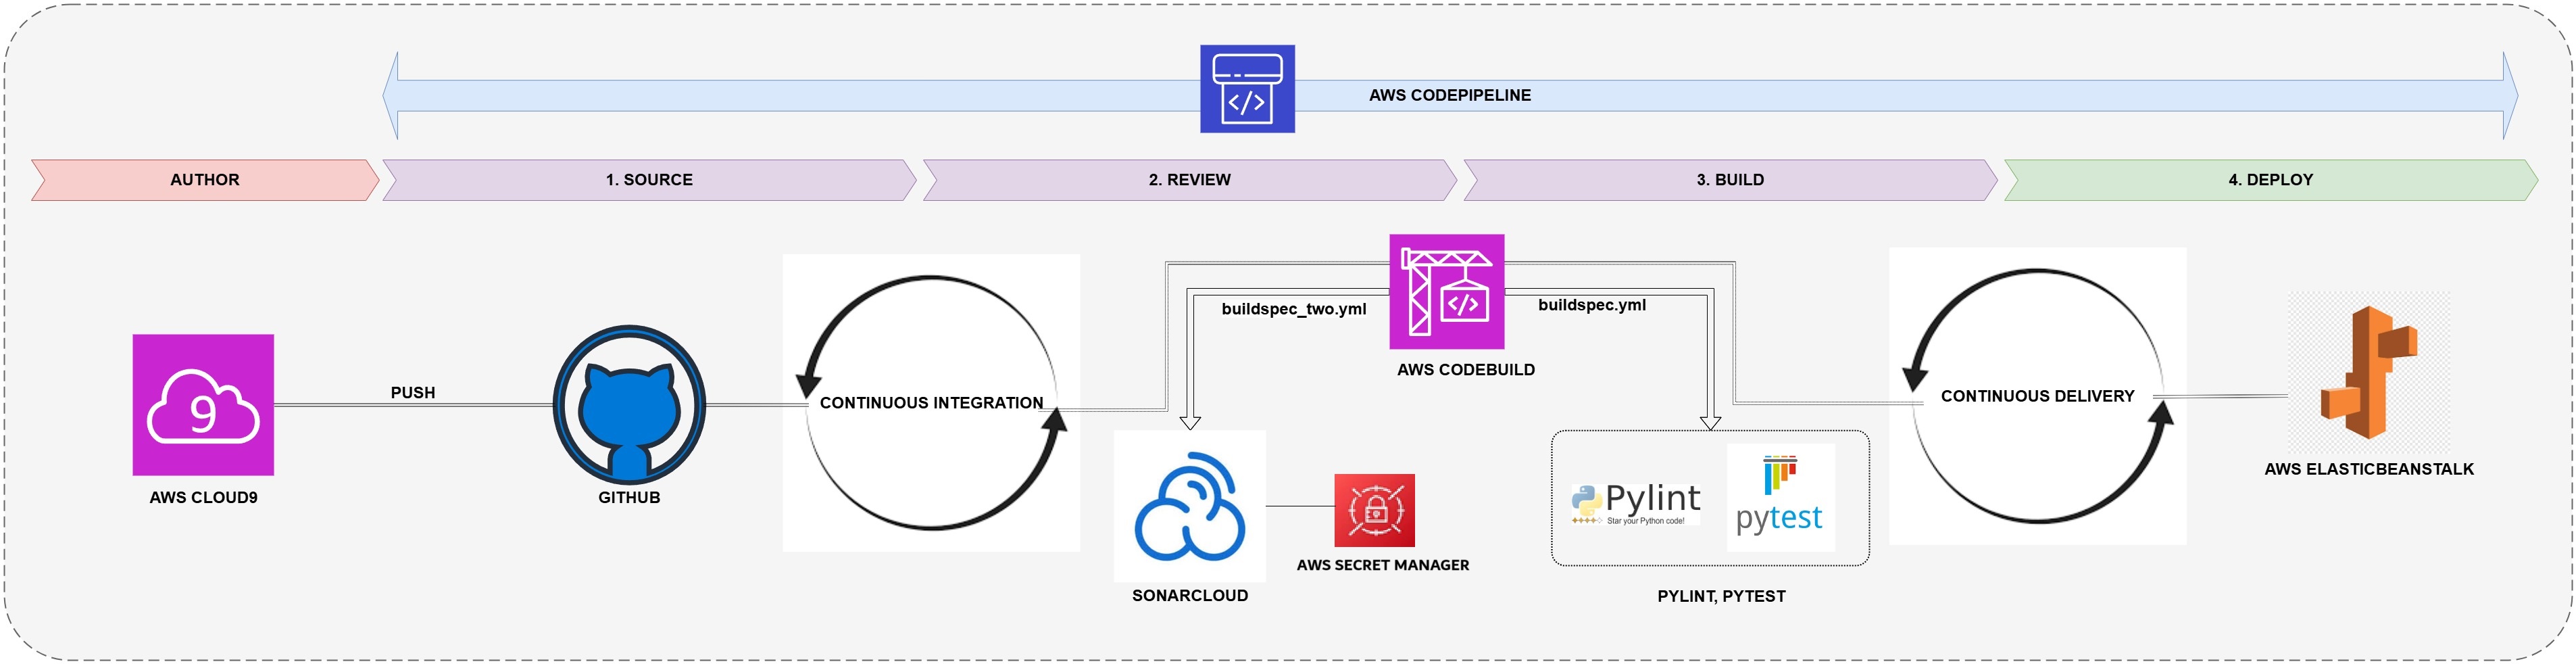 AWS CODEPIPELINE
AUTHOR
1. SOURCE
2. REVIEW
3. BUILD
4. DEPLOY
buildspec_two.yml
buildspec.yml
AWS CODEBUILD
PUSH
9
CONTINUOUS INTEGRATION
CONTINUOUS DELIVERY
AWS CLOUD9
GITHUB
AWS ELASTICBEANSTALK
Pylint
Star your Python code!
pytest
AWS SECRET MANAGER
SONARCLOUD
PYLINT, PYTEST